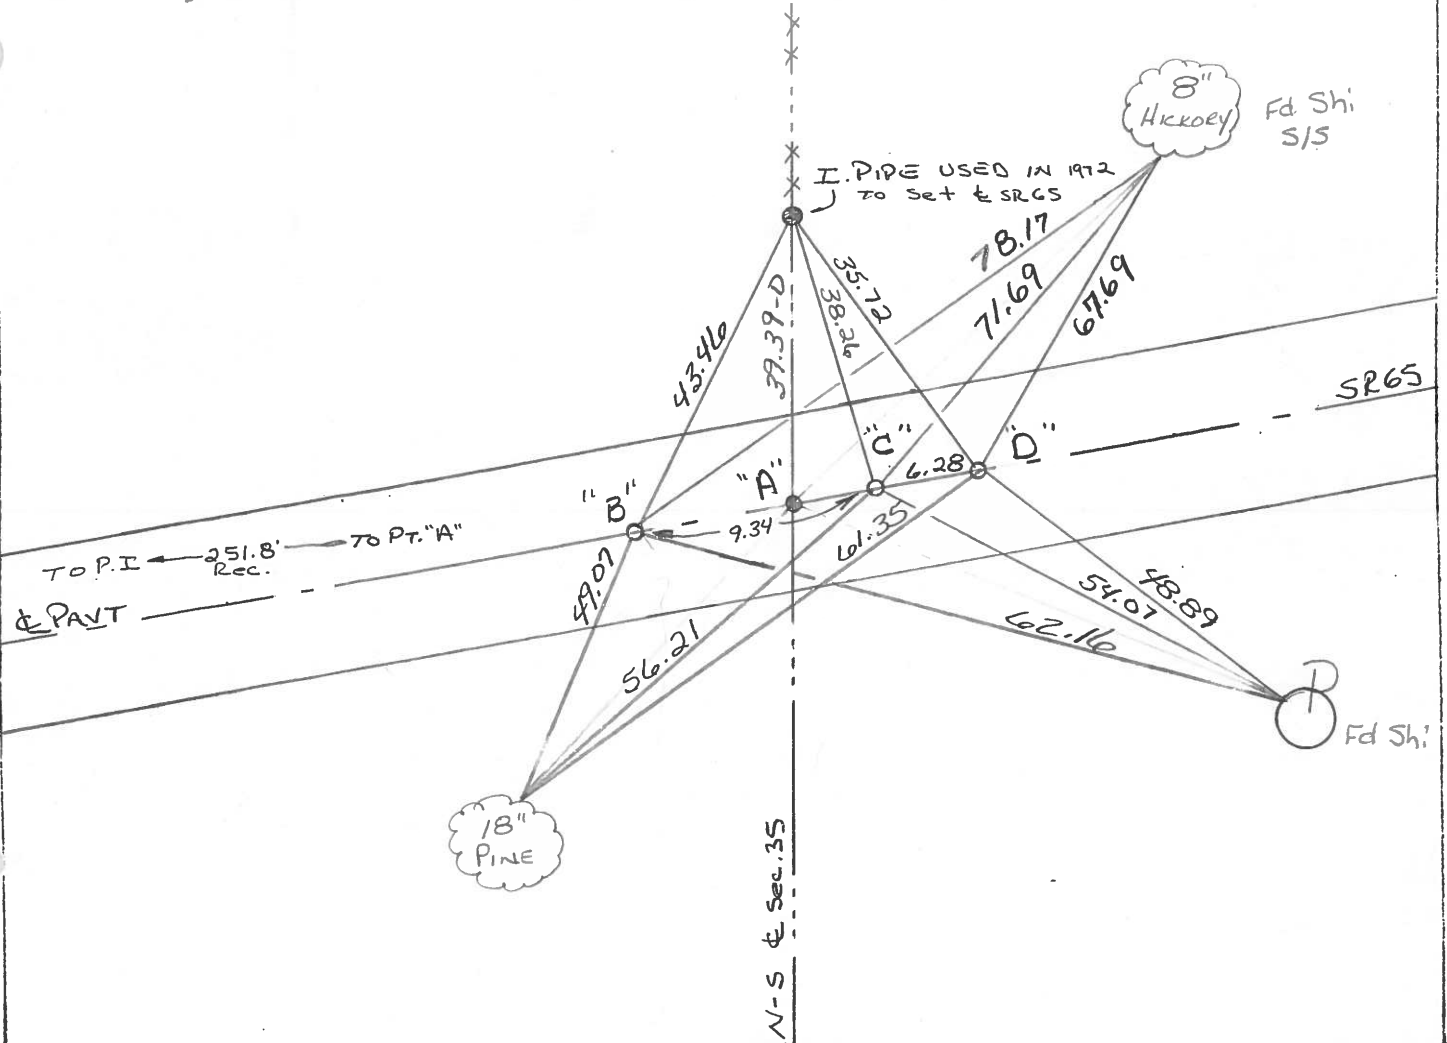 8"
HICKORY
Fd Shi
S/S
I. PIPE USED IN 1972
TO Set ℄ SR65
78.17
71.69
67.69
35.72
38.26
39.39-D
43.46
SR65
"C"
"D"
6.28
"A"
"B"
9.34
61.35
TO P.I ← 251.8' → TO PT. "A"
Rec.
℄ PAVT
49.07
56.21
54.07
48.89
62.16
P
Fd Shi
18"
PINE
N-S ℄ Sec. 35